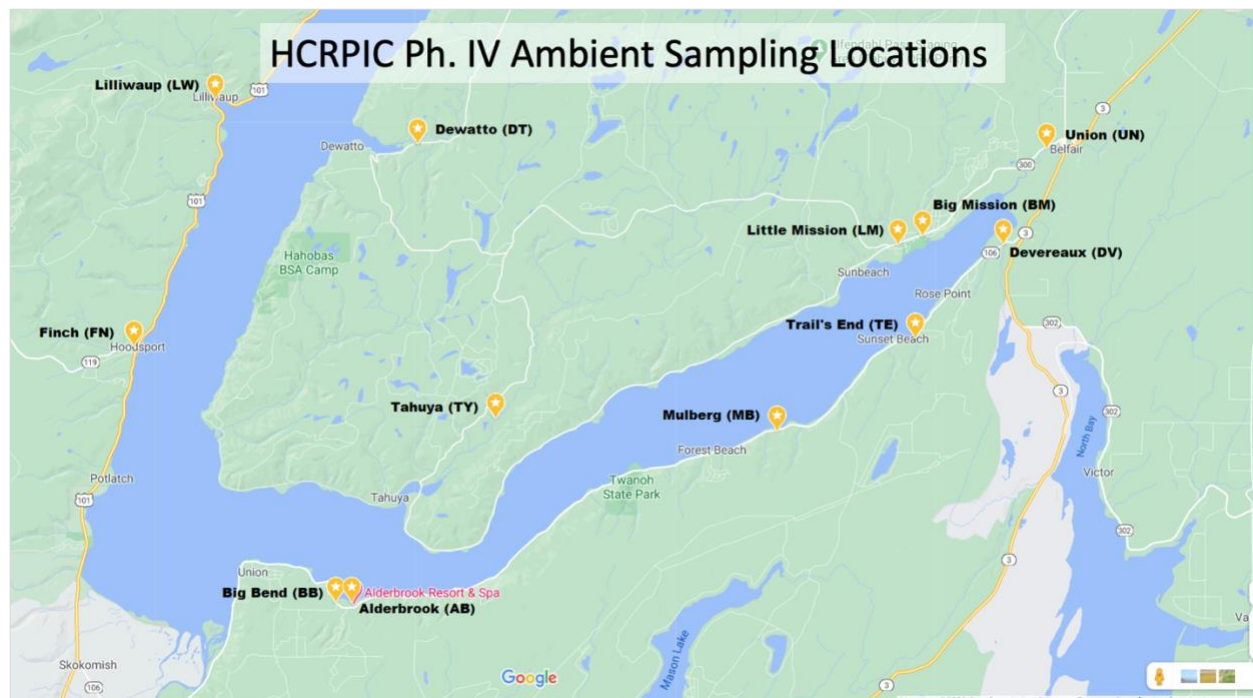 HCRPIC Ph. IV Ambient Sampling Locations
Lilliwaup (LW)
Lilliwaup
101
3
Dewatto (DT)
Dewatto
Union (UN)
Belfair
300
101
Big Mission (BM)
Little Mission (LM)
3
106
Devereaux (DV)
Hahobas
BSA Camp
Sunbeach
Rose Point
Finch (FN)
Hoodsport
119
Trail's End (TE)
Sunset Beach
302
3
Tahuya (TY)
Mulberg (MB)
302
North Bay
Forest Beach
Potlatch
101
Tahuya
Twanoh
State Park
Victor
302
3
Union
Big Bend (BB)
Alderbrook Resort & Spa
Alderbrook (AB)
Mason Lake
Skokomish
106
Google
3
Va